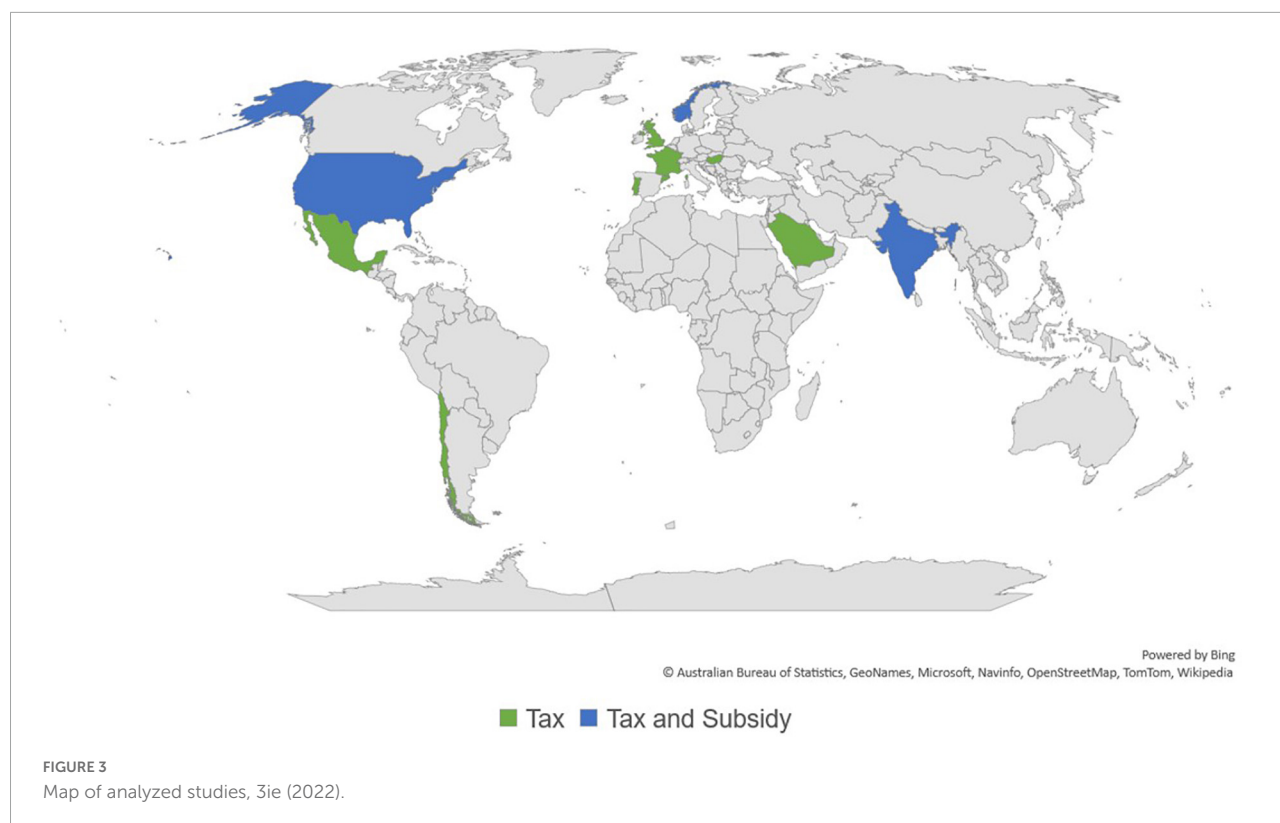 Powered by Bing
© Australian Bureau of Statistics, GeoNames, Microsoft, Navinfo, OpenStreetMap, TomTom, Wikipedia
Tax Tax and Subsidy
FIGURE 3
Map of analyzed studies, 3ie (2022).